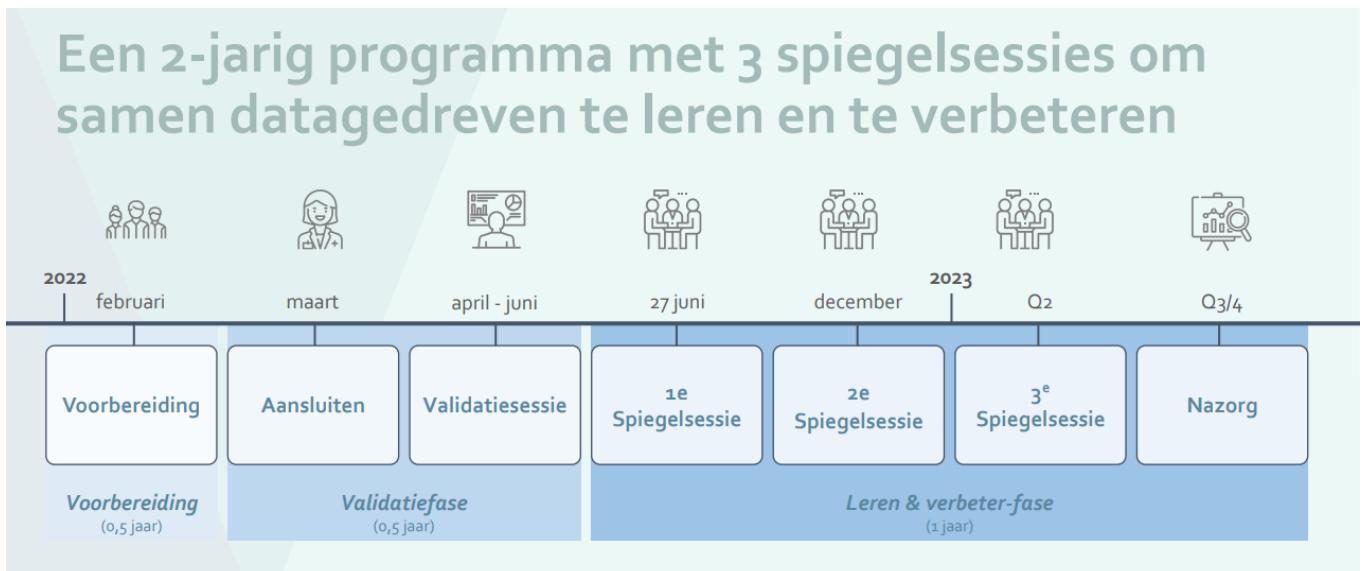 Een 2-jarig programma met 3 spiegelsessies om
samen datagedreven te leren en te verbeteren
2022
2023
februari
maart
april - juni
27 juni
december
Q2
Q3/4
Voorbereiding
Aansluiten
Validatiesessie
1e
Spiegelsessie
2e
Spiegelsessie
3e
Spiegelsessie
Nazorg
Voorbereiding
(0,5 jaar)
Validatiefase
(0,5 jaar)
Leren & verbeter-fase
(1 jaar)